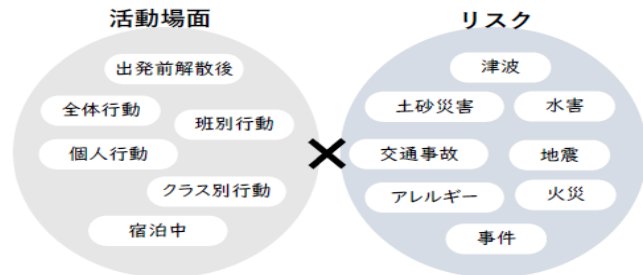 活動場面
出発前解散後
全体行動
班別行動
個人行動
クラス別行動
宿泊中
×
リスク
津波
土砂災害
水害
交通事故
地震
アレルギー
火災
事件